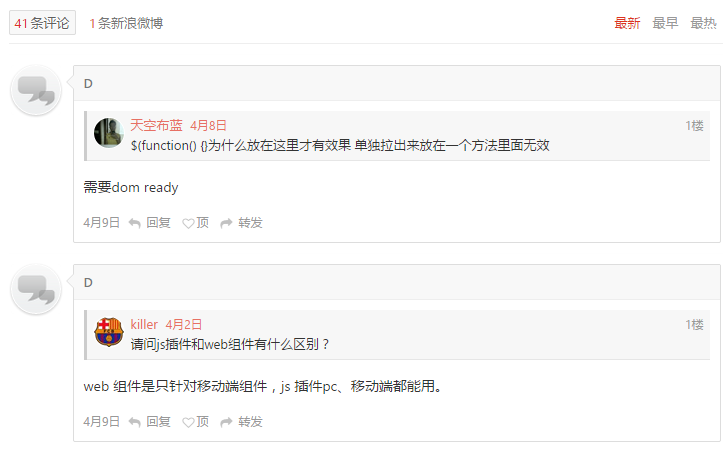 41条评论 1条新浪微博 最新 最早 最热
D
天空布蓝 4月8日 1楼
$(function() {}为什么放在这里才有效果 单独拉出来放在一个方法里面无效
需要dom ready
4月9日 回复 顶 转发
D
killer 4月2日 1楼
请问js插件和web组件有什么区别？
web 组件是只针对移动端组件，js 插件pc、移动端都能用。
4月9日 回复 顶 转发